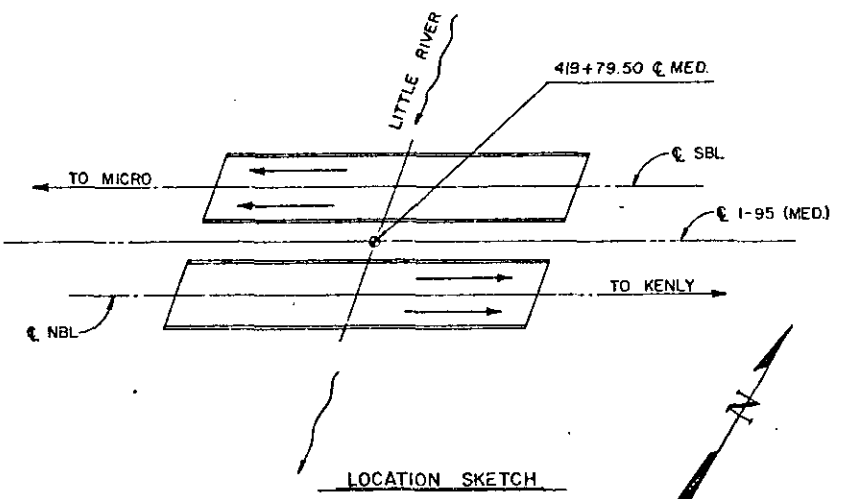 LITTLE RIVER
419+79.50 ℄ MED.
℄ SBL
TO MICRO
℄ I-95 (MED.)
TO KENLY
℄ NBL
N
LOCATION SKETCH